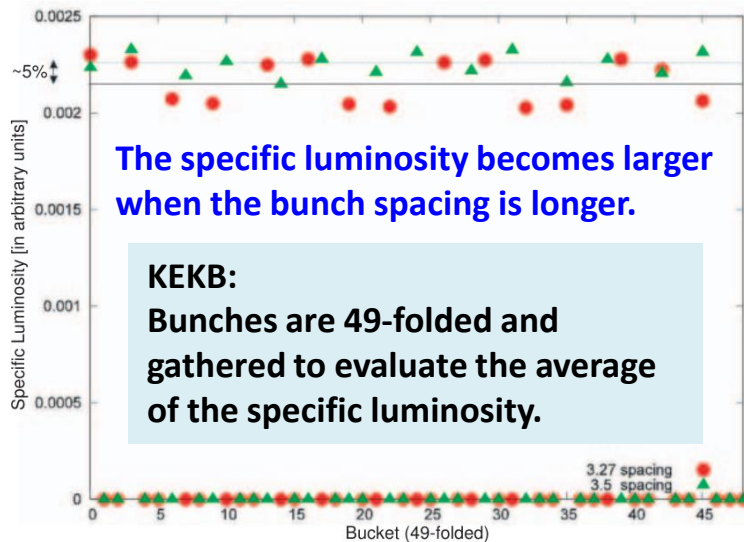 0.0025
~5%
0.002
The specific luminosity becomes larger
when the bunch spacing is longer.
0.0015
KEKB:
Bunches are 49-folded and
gathered to evaluate the average
of the specific luminosity.
0.001
0.0005
3.27 spacing
3.5 spacing
0
0 5 10 15 20 25 30 35 40 45
Bucket (49-folded)
Specific Luminosity [in arbitrary units]